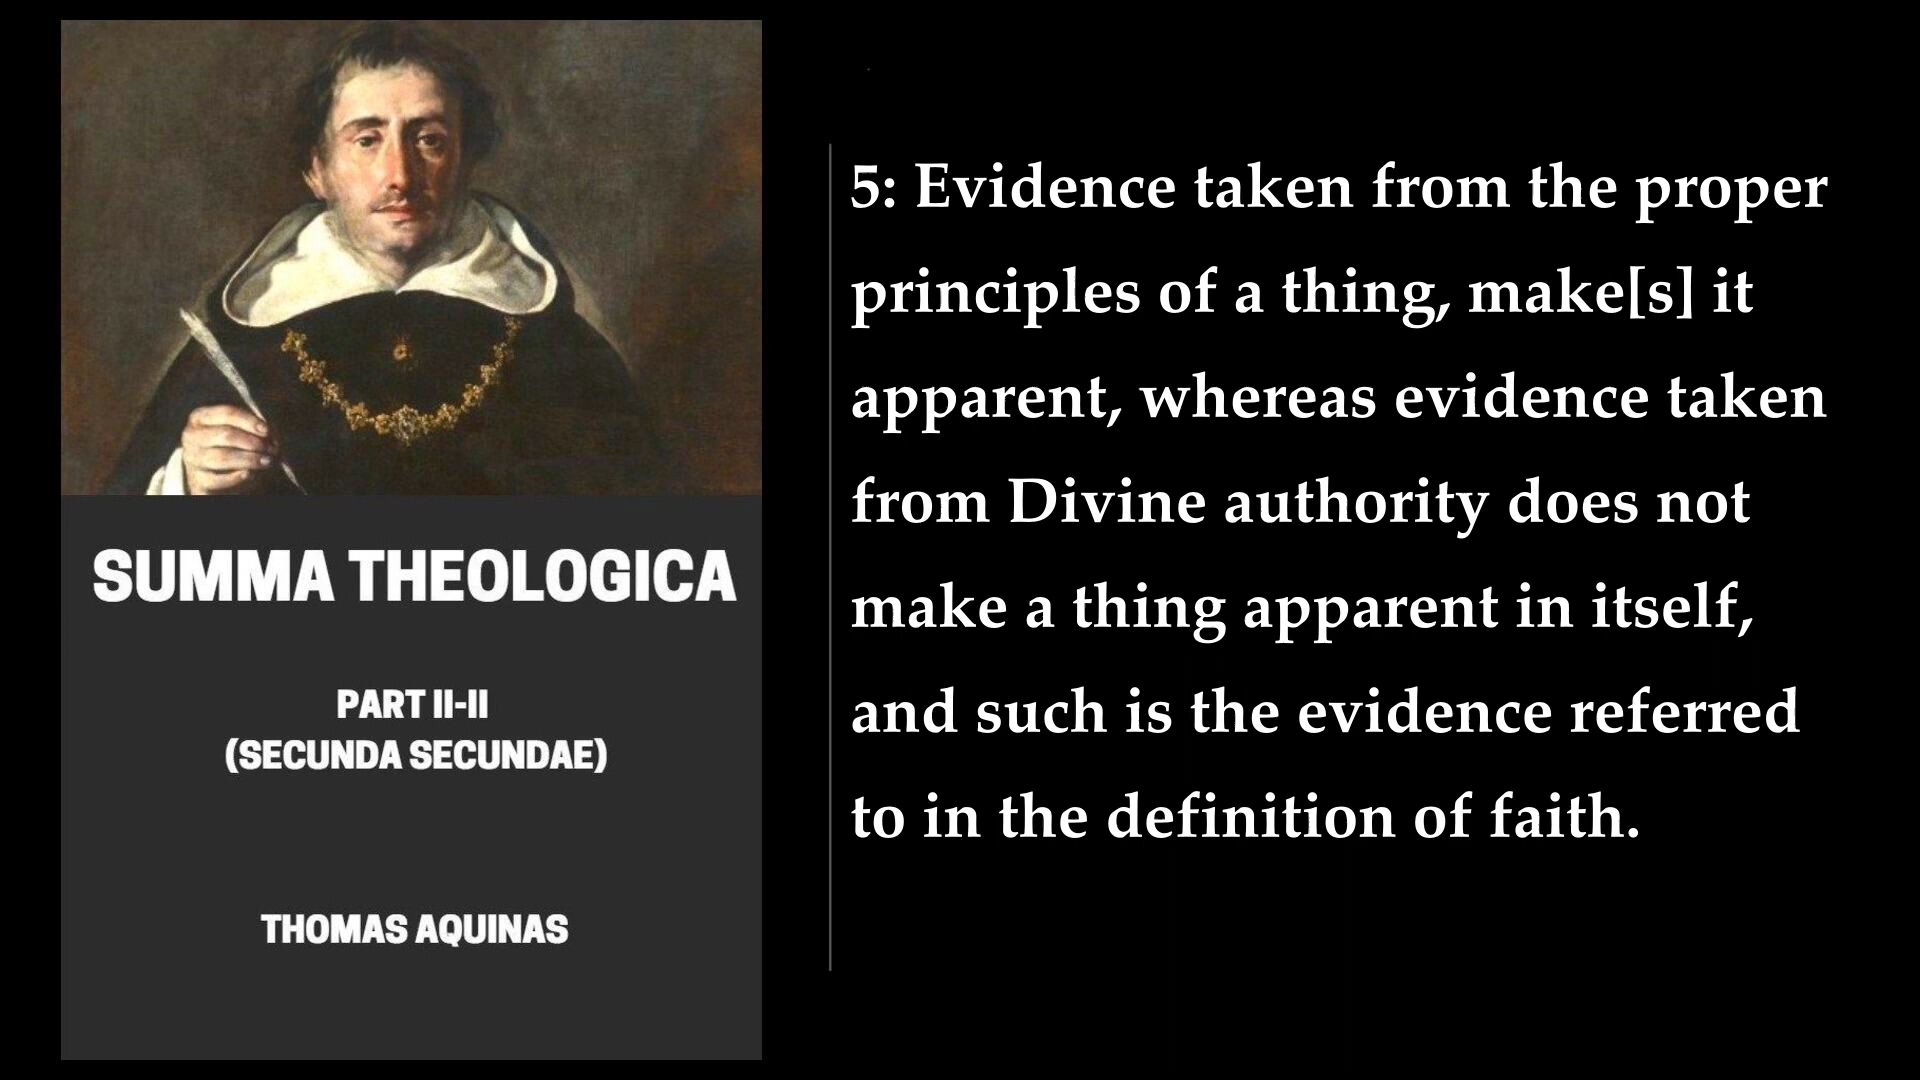 SUMMA THEOLOGICA
PART II-II
(SECUNDA SECUNDAE)
THOMAS AQUINAS
5: Evidence taken from the proper
principles of a thing, make[s] it
apparent, whereas evidence taken
from Divine authority does not
make a thing apparent in itself,
and such is the evidence referred
to in the definition of faith.